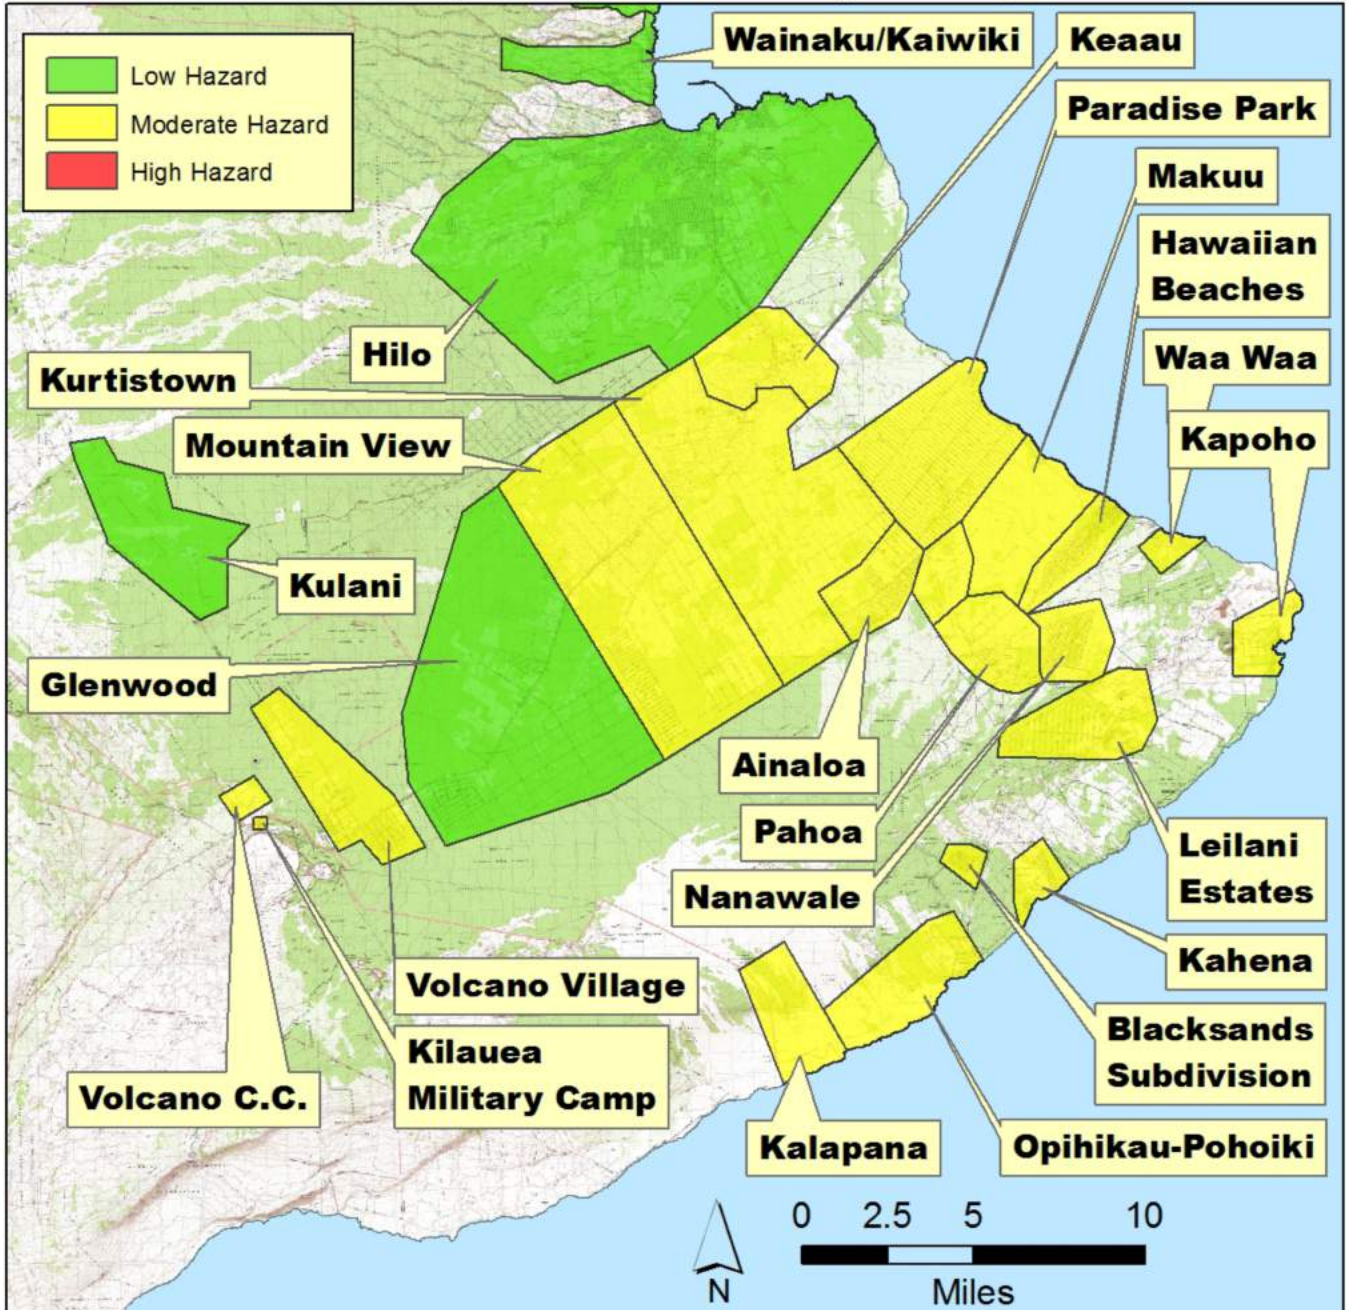 Low Hazard
Moderate Hazard
High Hazard
Wainaku/Kaiwiki
Keaau
Paradise Park
Makuu
Hawaiian
Beaches
Waa Waa
Kapoho
Hilo
Kurtistown
Mountain View
Kulani
Glenwood
Ainaloa
Pahoa
Nanawale
Leilani
Estates
Kahena
Blacksands
Subdivision
Opihikau-Pohoiki
Kalapana
Volcano Village
Kilauea
Military Camp
Volcano C.C.
0 2.5 5 10
Miles
N